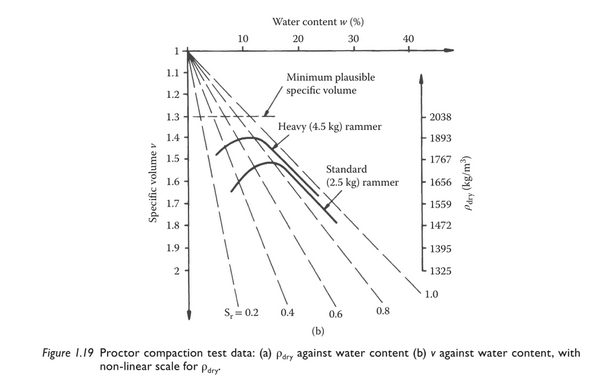 Water content w (%)
10 20 30 40
1
1.1
1.2
1.3
1.4
1.5
1.6
1.7
1.8
1.9
2
Specific volume v
Minimum plausible
specific volume
Heavy (4.5 kg) rammer
Standard
(2.5 kg) rammer
2038
1893
1767
1656
1559
1472
1395
1325
ρdry (kg/m³)
Sr = 0.2 0.4 0.6 0.8 1.0
(b)
Figure 1.19 Proctor compaction test data: (a) ρdry against water content (b) v against water content, with
non-linear scale for ρdry.